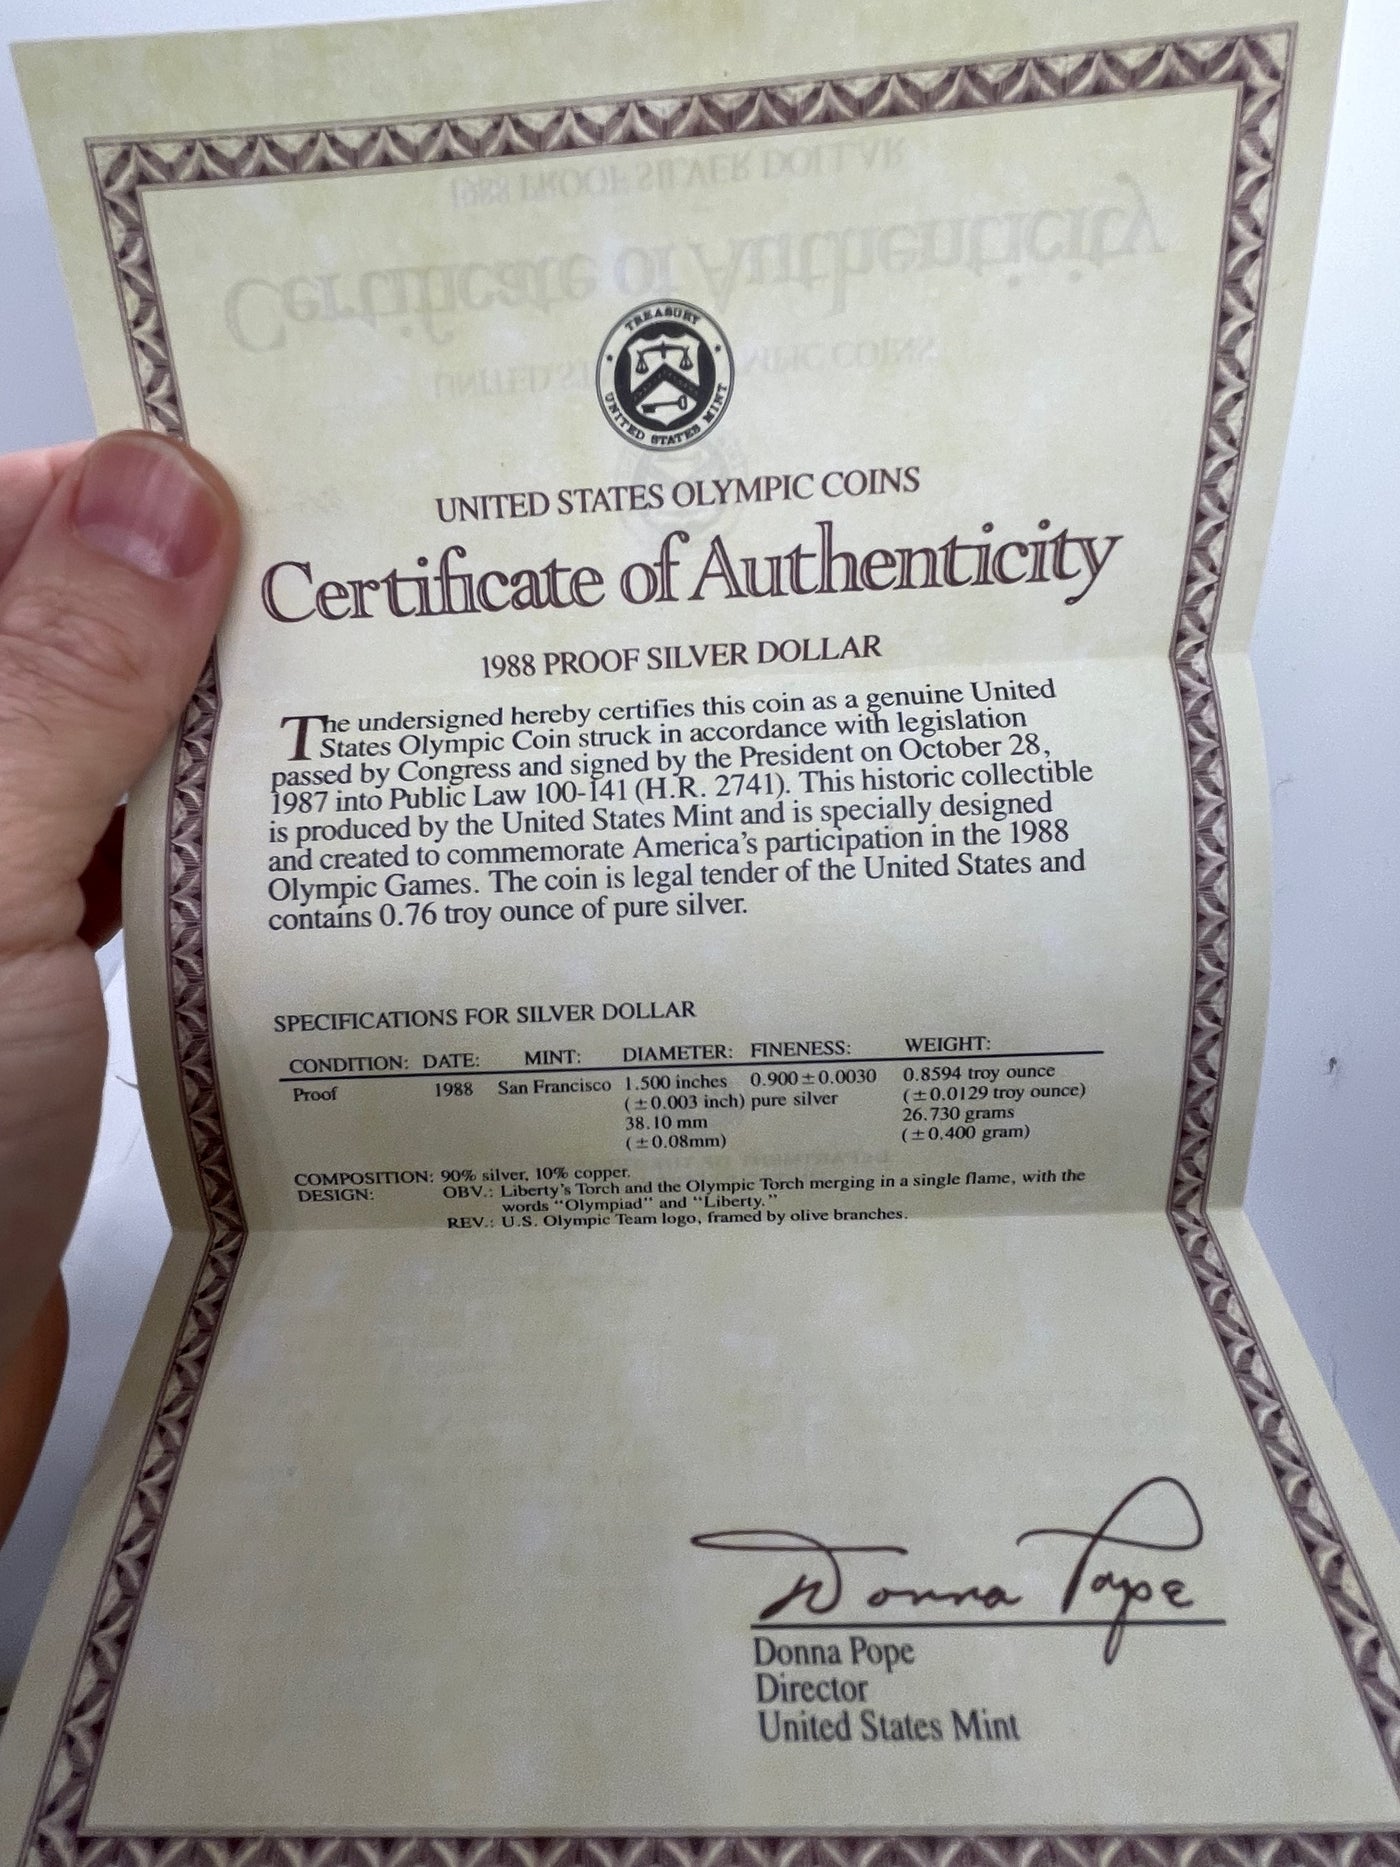 TREASURY
UNITED STATES MINT
UNITED STATES OLYMPIC COINS
Certificate of Authenticity
1988 PROOF SILVER DOLLAR
The undersigned hereby certifies this coin as a genuine United
States Olympic Coin struck in accordance with legislation
passed by Congress and signed by the President on October 28,
1987 into Public Law 100-141 (H.R. 2741). This historic collectible
is produced by the United States Mint and is specially designed
and created to commemorate America's participation in the 1988
Olympic Games. The coin is legal tender of the United States and
contains 0.76 troy ounce of pure silver.
SPECIFICATIONS FOR SILVER DOLLAR
CONDITION: DATE: MINT: DIAMETER: FINENESS: WEIGHT:
Proof 1988 San Francisco 1.500 inches 0.900±0.0030 0.8594 troy ounce
(±0.003 inch) pure silver (±0.0129 troy ounce)
38.10 mm 26.730 grams
(±0.08mm) (±0.400 gram)
COMPOSITION: 90% silver, 10% copper.
DESIGN: OBV.: Liberty's Torch and the Olympic Torch merging in a single flame, with the
words "Olympiad" and "Liberty."
REV.: U.S. Olympic Team logo, framed by olive branches.
Donna Pope
Donna Pope
Director
United States Mint